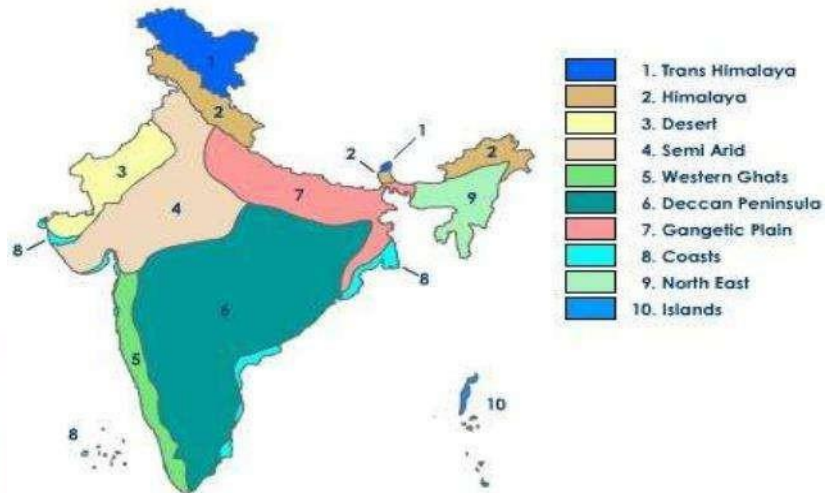 1
2
3
4
5
6
7
8
9
2
1
2
8
8
8
10
1. Trans Himalaya
2. Himalaya
3. Desert
4. Semi Arid
5. Western Ghats
6. Deccan Peninsula
7. Gangetic Plain
8. Coasts
9. North East
10. Islands